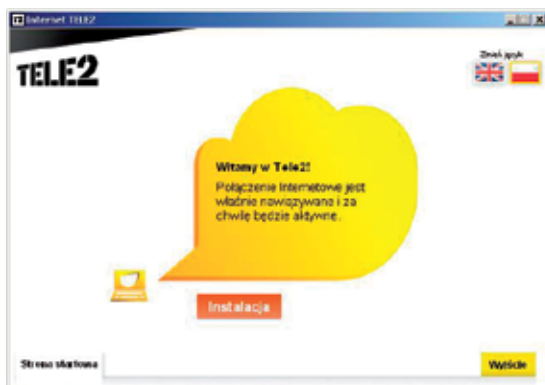 Internet TELE2
Zmień język
TELE2
Witamy w Tele2!
Połączenie Internetowe jest
właśnie nawiązywane i za
chwilę będzie aktywne.
Instalacja
Strona startowa
Wyjście